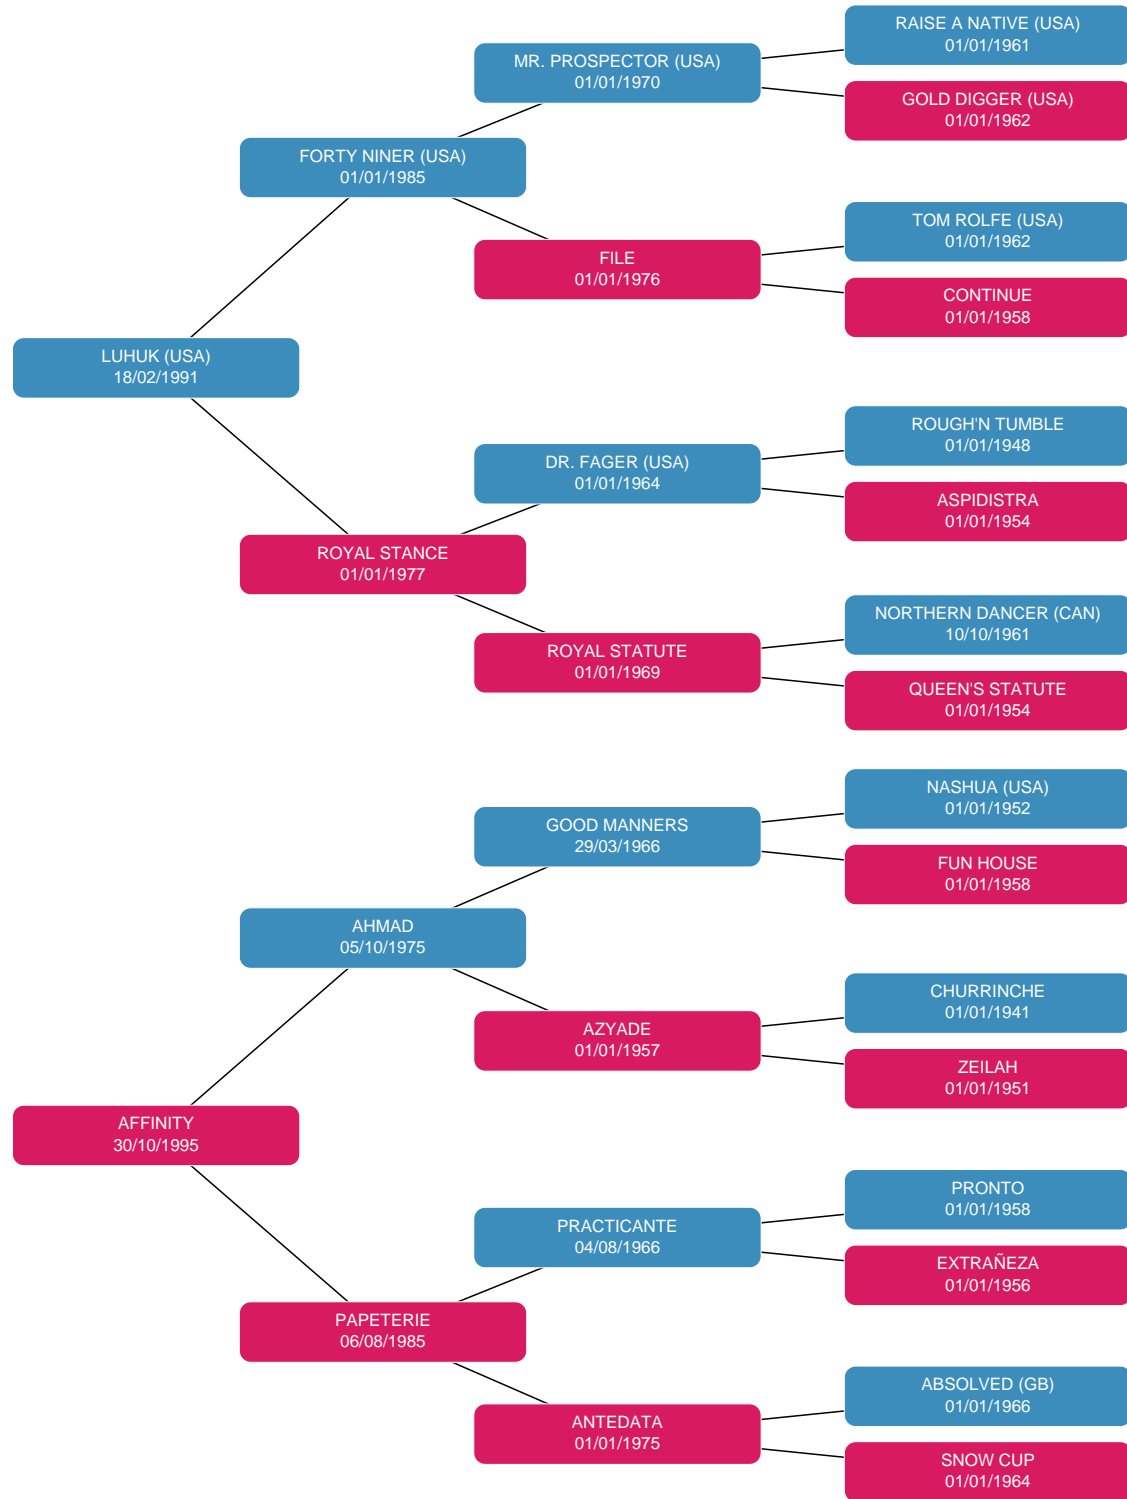 RAISE A NATIVE (USA)
01/01/1961
MR. PROSPECTOR (USA)
01/01/1970
GOLD DIGGER (USA)
01/01/1962
FORTY NINER (USA)
01/01/1985
TOM ROLFE (USA)
01/01/1962
FILE
01/01/1976
CONTINUE
01/01/1958
LUHUK (USA)
18/02/1991
ROUGH'N TUMBLE
01/01/1948
DR. FAGER (USA)
01/01/1964
ASPIDISTRA
01/01/1954
ROYAL STANCE
01/01/1977
NORTHERN DANCER (CAN)
10/10/1961
ROYAL STATUTE
01/01/1969
QUEEN'S STATUTE
01/01/1954
NASHUA (USA)
01/01/1952
GOOD MANNERS
29/03/1966
FUN HOUSE
01/01/1958
AHMAD
05/10/1975
CHURRINCHE
01/01/1941
AZYADE
01/01/1957
ZEILAH
01/01/1951
AFFINITY
30/10/1995
PRONTO
01/01/1958
PRACTICANTE
04/08/1966
EXTRAÑEZA
01/01/1956
PAPETERIE
06/08/1985
ABSOLVED (GB)
01/01/1966
ANTEDATA
01/01/1975
SNOW CUP
01/01/1964